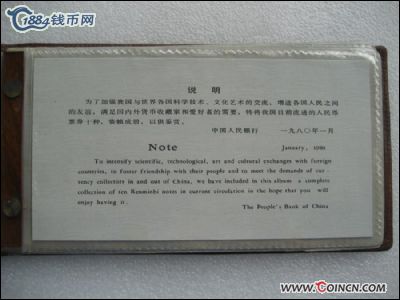 1884钱币网
说 明
为了加强我国与世界各国科学技术、文化艺术的交流，增进各国人民之间
的友谊，满足国内外货币收藏家和爱好者的需要，特将我国目前流通的人民币
票券十种，装帧成册，以供鉴赏。
中国人民银行 一九八〇年一月
Note January, 1980
To intensify scientific, technological, art and cultural exchanges with foreign
countries, to foster friendship with their people and to meet the demands of cur-
rency collectors in and out of China, we have included in this album a complete
collection of ten Renminbi notes in current circulation in the hope that you will
enjoy having it.
The People's Bank of China
www.COINCN.com